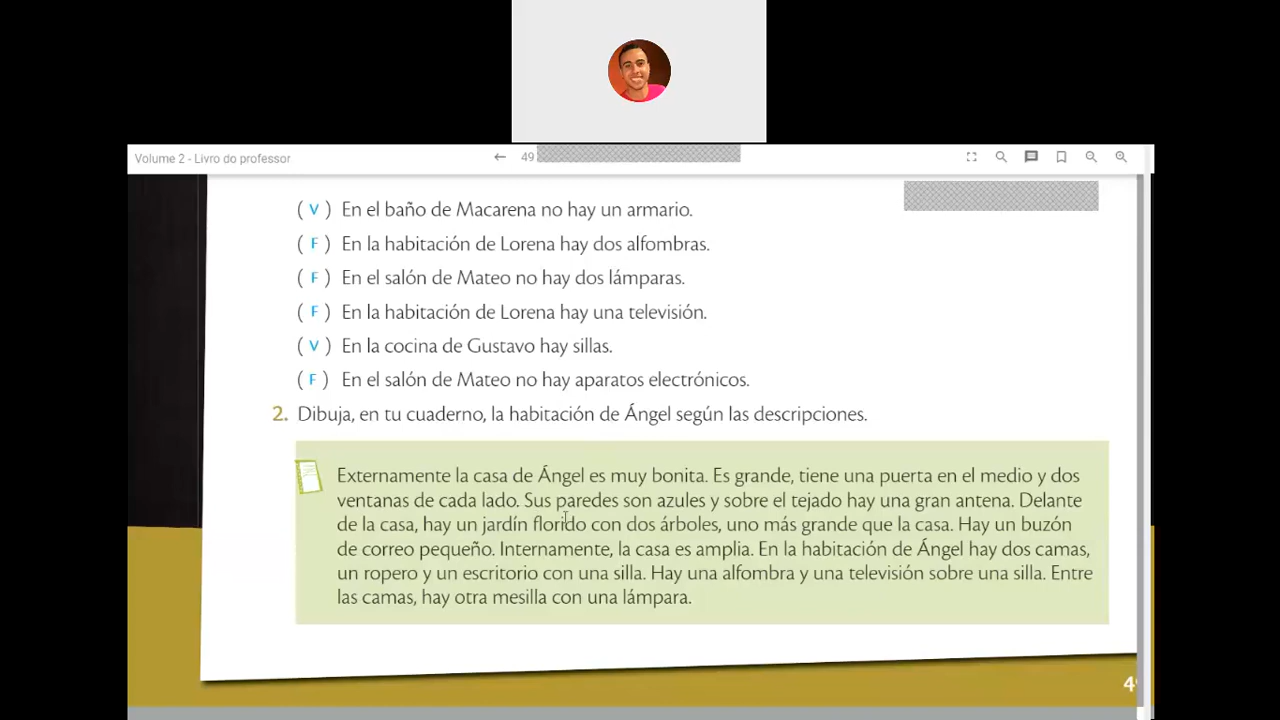 Volume 2 - Livro do professor
49
( V ) En el baño de Macarena no hay un armario.
( F ) En la habitación de Lorena hay dos alfombras.
( F ) En el salón de Mateo no hay dos lámparas.
( F ) En la habitación de Lorena hay una televisión.
( V ) En la cocina de Gustavo hay sillas.
( F ) En el salón de Mateo no hay aparatos electrónicos.
2. Dibuja, en tu cuaderno, la habitación de Ángel según las descripciones.
Externamente la casa de Ángel es muy bonita. Es grande, tiene una puerta en el medio y dos
ventanas de cada lado. Sus paredes son azules y sobre el tejado hay una gran antena. Delante
de la casa, hay un jardín florido con dos árboles, uno más grande que la casa. Hay un buzón
de correo pequeño. Internamente, la casa es amplia. En la habitación de Ángel hay dos camas,
un ropero y un escritorio con una silla. Hay una alfombra y una televisión sobre una silla. Entre
las camas, hay otra mesilla con una lámpara.